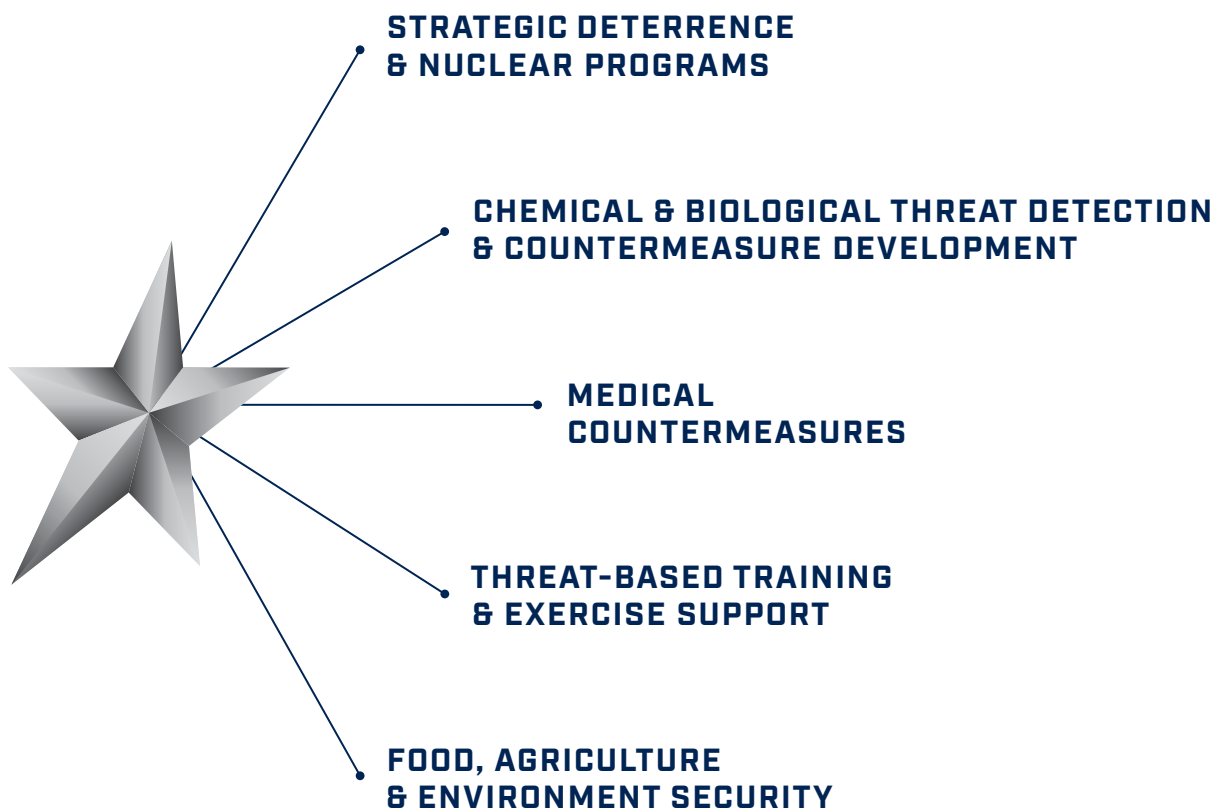 STRATEGIC DETERRENCE
& NUCLEAR PROGRAMS
CHEMICAL & BIOLOGICAL THREAT DETECTION
& COUNTERMEASURE DEVELOPMENT
MEDICAL
COUNTERMEASURES
THREAT-BASED TRAINING
& EXERCISE SUPPORT
FOOD, AGRICULTURE
& ENVIRONMENT SECURITY